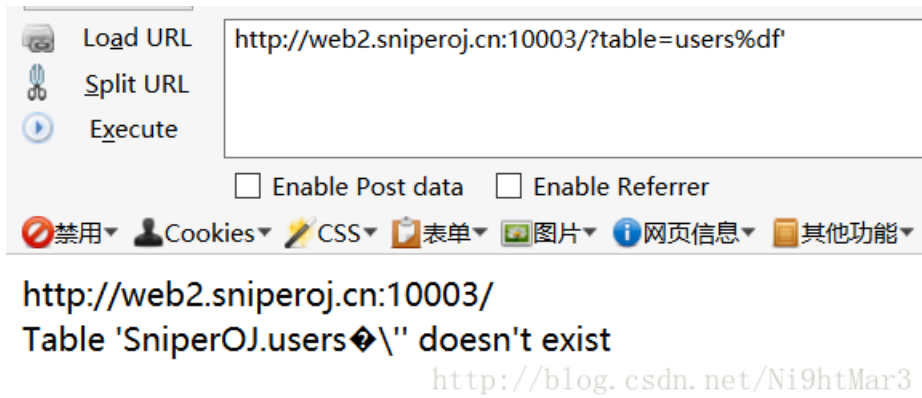 Load URL
http://web2.sniperoj.cn:10003/?table=users%df'
Split URL
Execute
Enable Post data Enable Referrer
禁用 Cookies CSS 表单 图片 网页信息 其他功能
http://web2.sniperoj.cn:10003/
Table 'SniperOJ.users�\'' doesn't exist
http://blog.csdn.net/Ni9htMar3